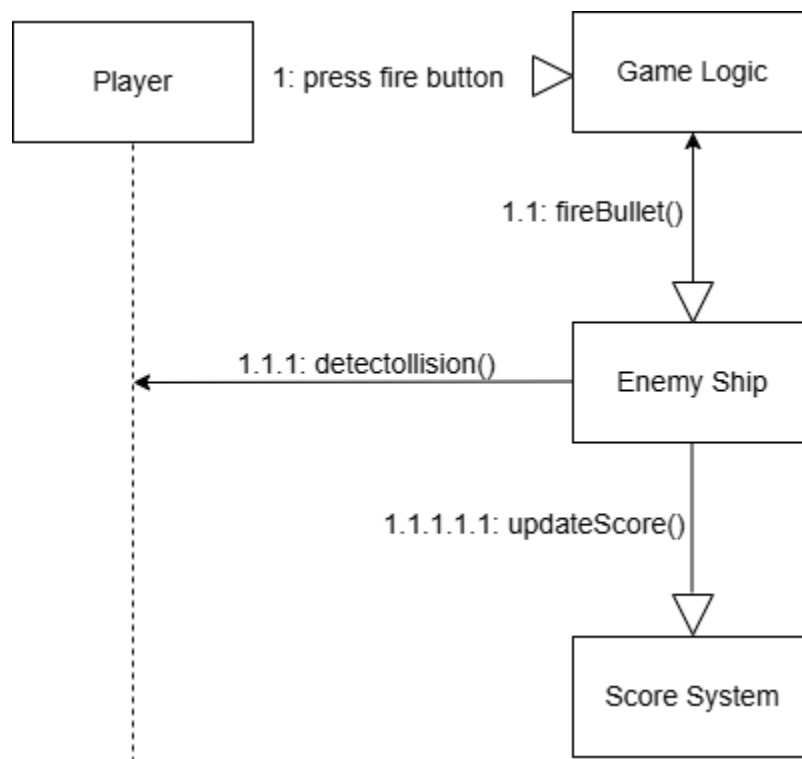 Player
1: press fire button
Game Logic
1.1: fireBullet()
1.1.1: detectollision()
Enemy Ship
1.1.1.1.1: updateScore()
Score System